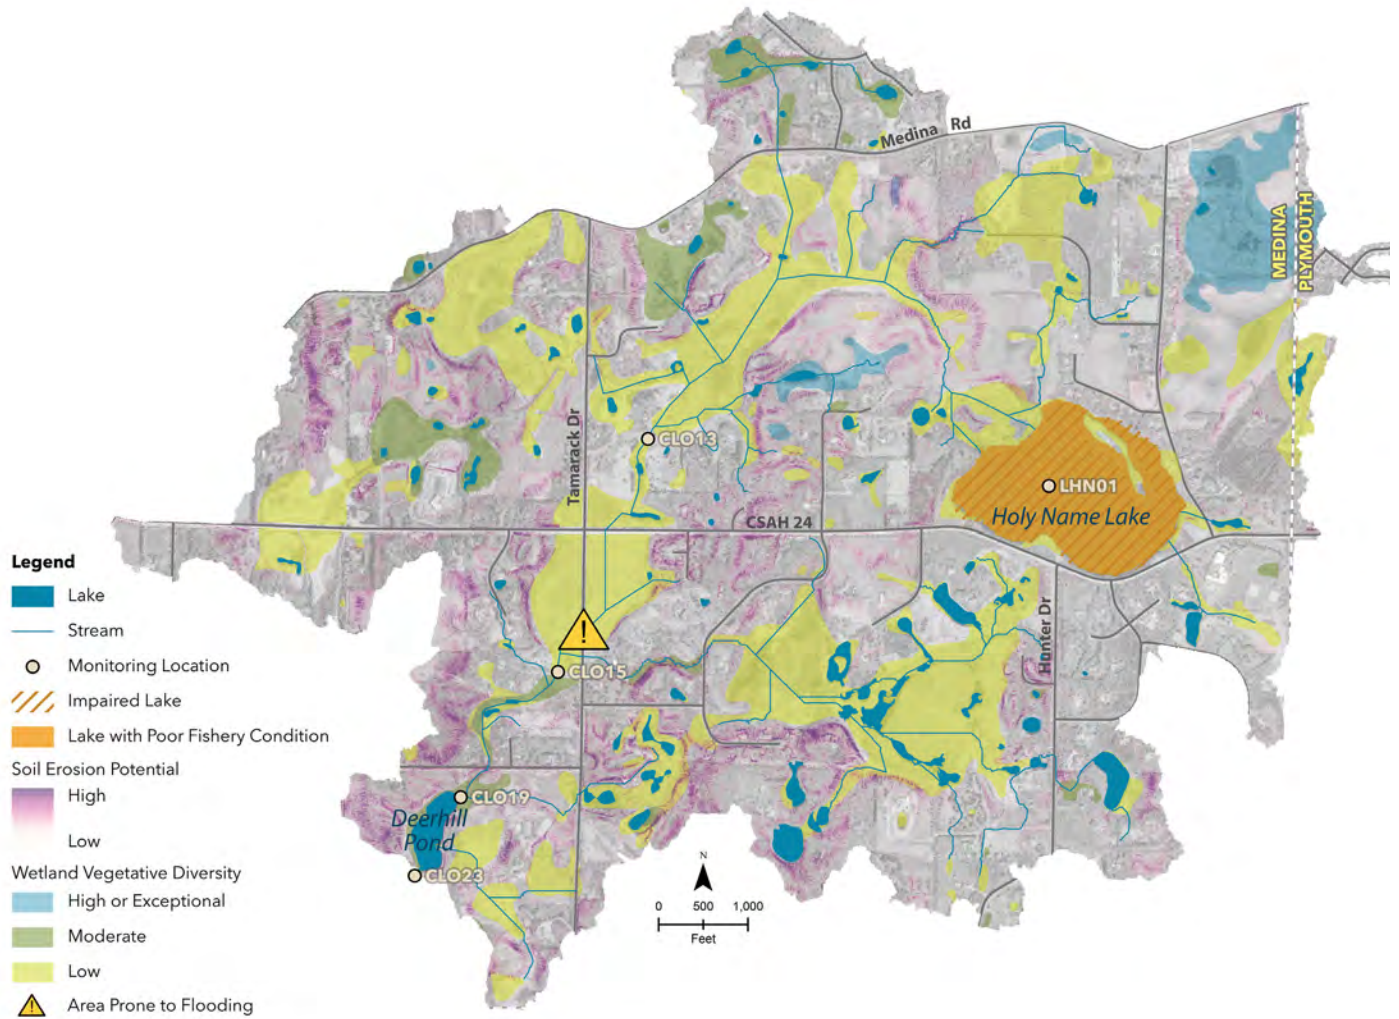 Medina Rd
MEDINA
PLYMOUTH
Tamarack Dr
CLO13
LHN01
Holy Name Lake
CSAH 24
Hunter Dr
CLO15
CLO19
Deerhill
Pond
CLO23
N
0 500 1,000
Feet
Legend
Lake
Stream
Monitoring Location
Impaired Lake
Lake with Poor Fishery Condition
Soil Erosion Potential
High
Low
Wetland Vegetative Diversity
High or Exceptional
Moderate
Low
! Area Prone to Flooding
!